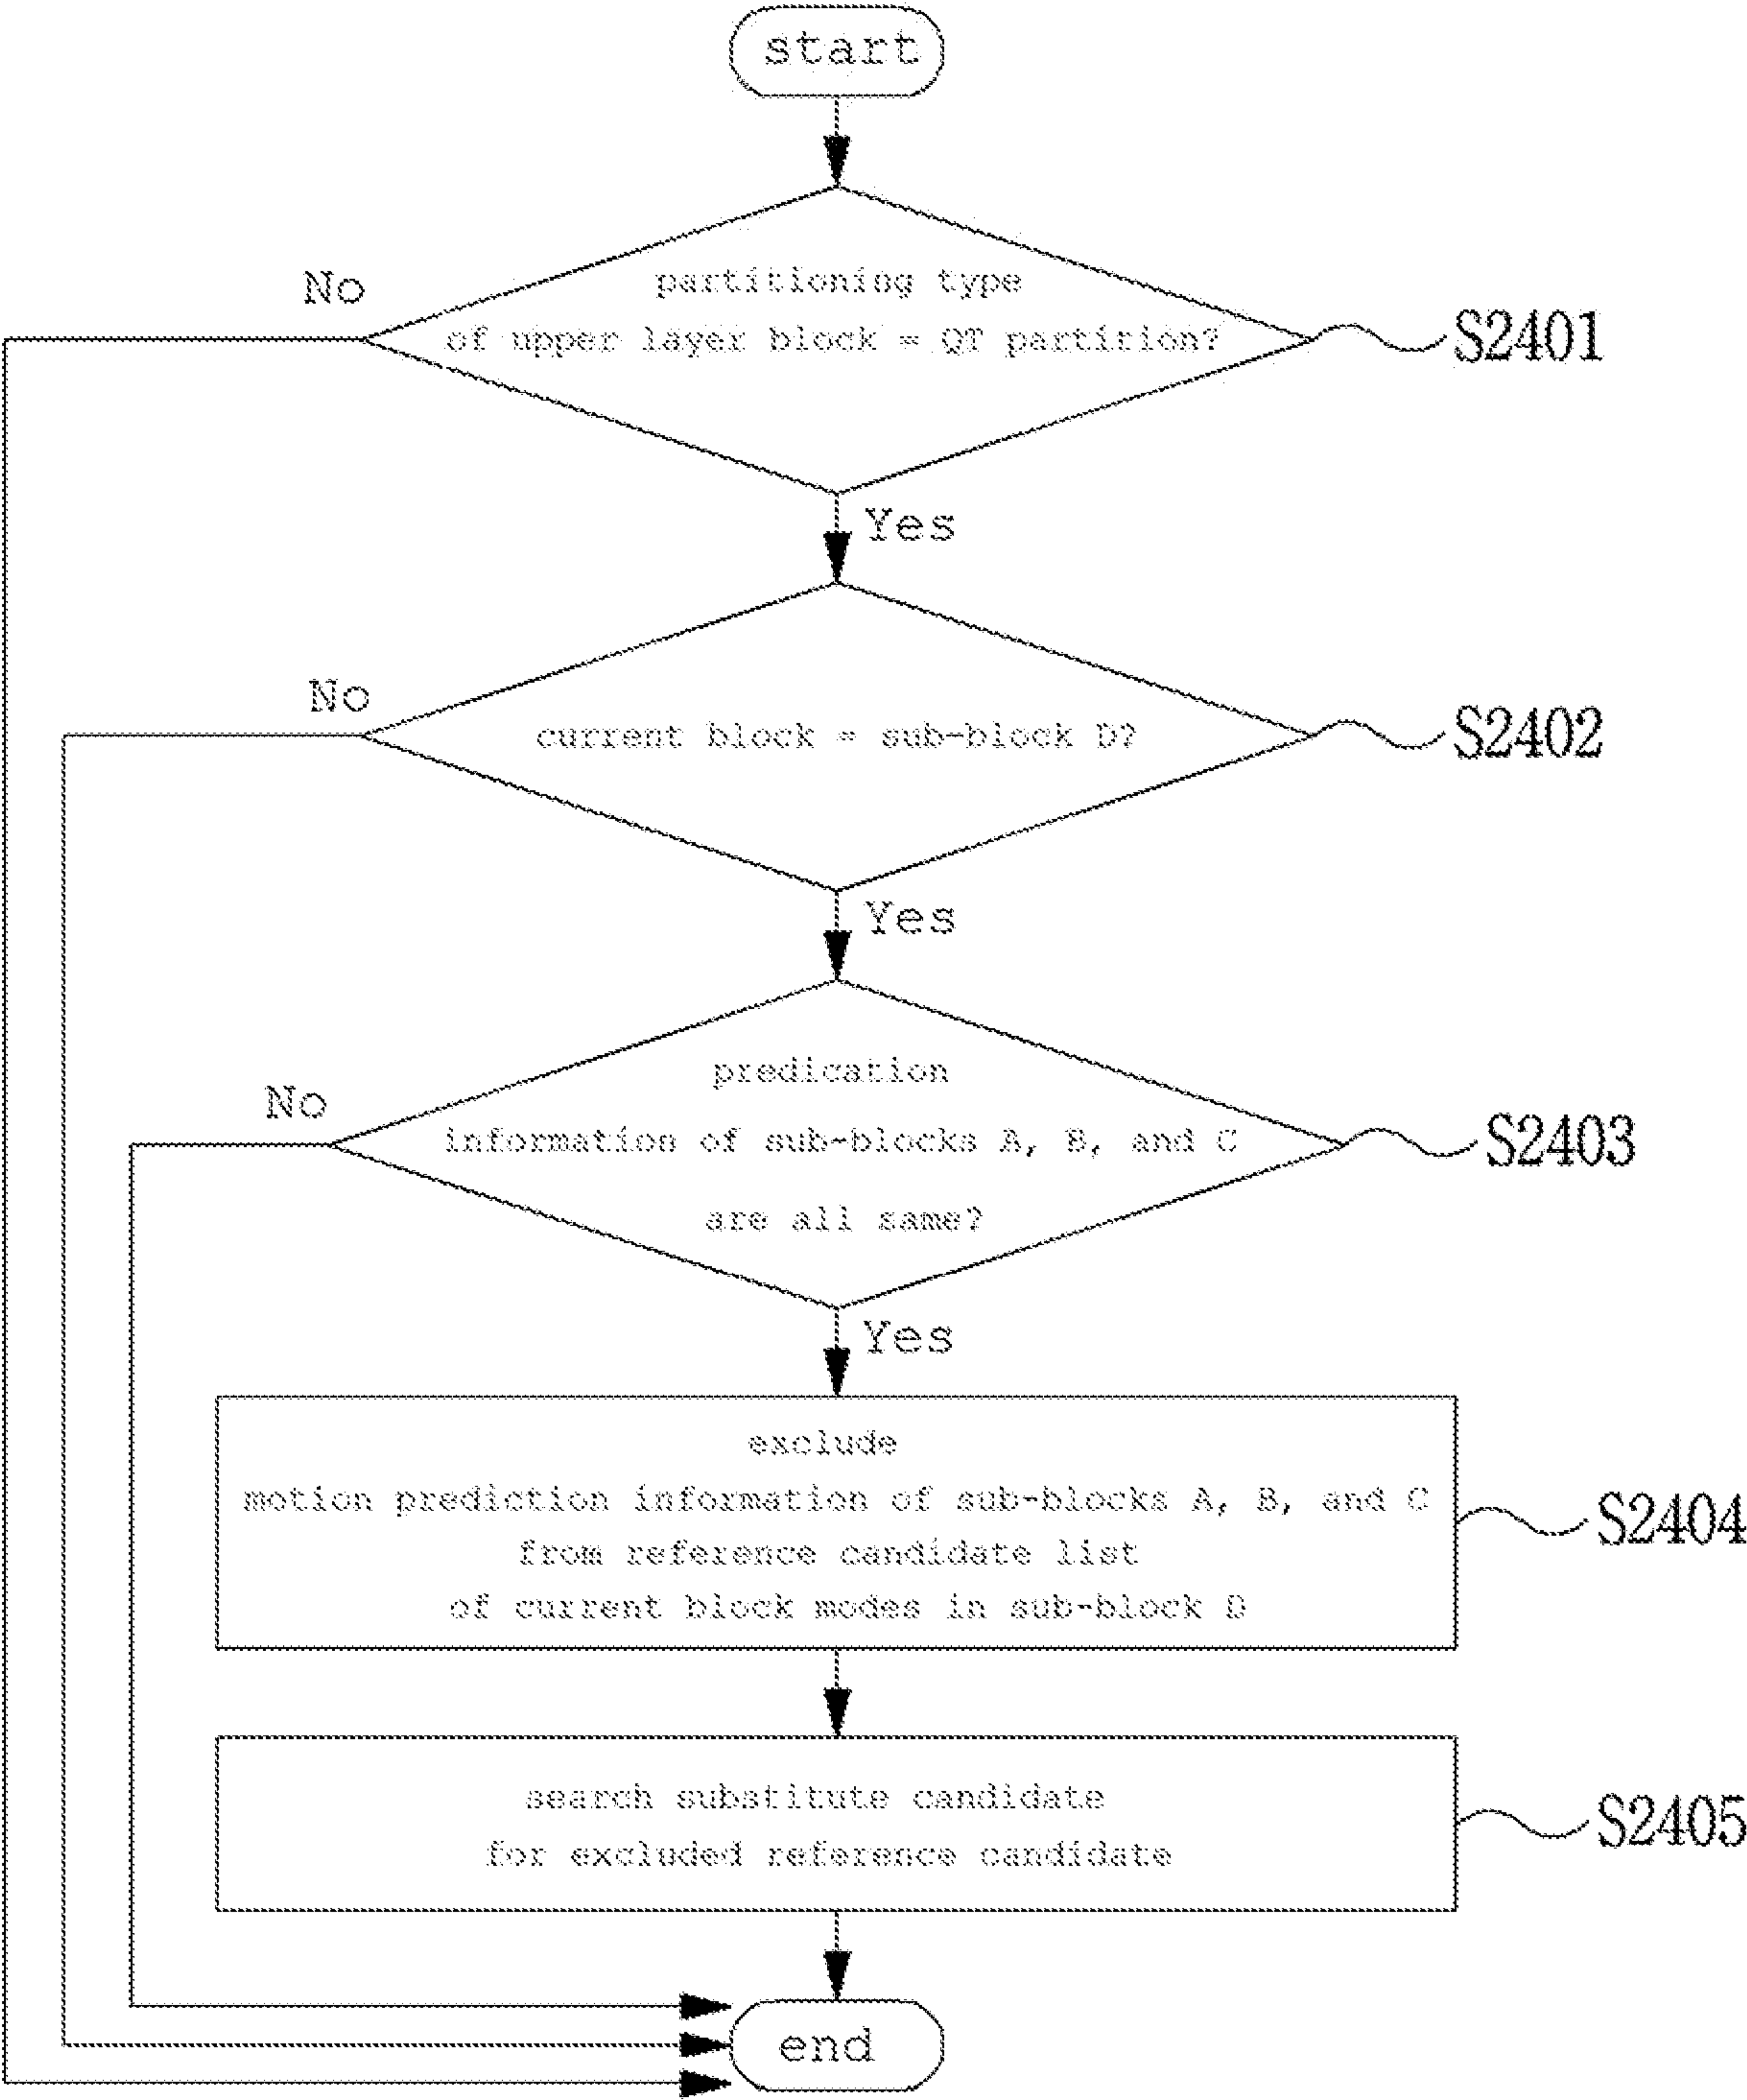 start
No
partitioning type
of upper layer block = QT partirion?
S2401
Yes
No
current block = sub-block D?
S2402
Yes
No
predication
information of sub-blocks A, B, and C
are all same?
S2403
Yes
exclude
motion prediction information of sub-blocks A, B, and C
from reference candidate list
of current block modes in sub-block D
S2404
search substitute candidate
for excluded reference candidate
S2405
end